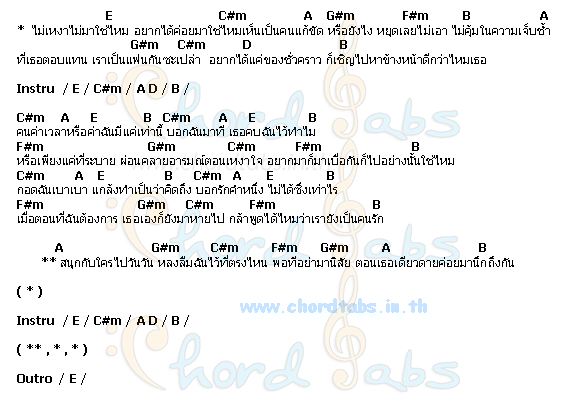 E C#m A G#m F#m B A
* ไม่เหงาไม่มาใช่ไหม อยากได้ค่อยมาใช่ไหมเห็นเป็นคนแก้ขัด หรือยังไง หยุดเลยไม่เอา ไม่คุ้มในความเจ็บช้ำ
G#m C#m D B
ที่เธอตอบแทน เราเป็นแฟนกันซะเปล่า อยากได้แค่ของชั่วคราว ก็เชิญไปหาข้างหน้าดีกว่าไหมเธอ
Instru / E / C#m / A D / B /
C#m A E B C#m A E B
คนค่าเวลาหรือค่าฉันมีแค่เท่านี้ บอกฉันมาที เธอคบฉันไว้ทำไม
F#m G#m C#m F#m B
หรือเพียงแค่ที่ระบาย ผ่อนคลายอารมณ์ตอนเหงาใจ อยากมาก็มาเบื่อกันก็ไปอย่างนั้นใช่ไหม
C#m A E B C#m A E B
กอดฉันเบาเบา แกล้งทำเป็นว่าคิดถึง บอกรักคำหนึ่ง ไม่ได้ซึ้งเท่าไร
F#m G#m C#m F#m B
เมื่อตอนที่ฉันต้องการ เธอเองก็ยังมาหายไป กล้าพูดได้ไหมว่าเรายังเป็นคนรัก
A G#m C#m F#m G#m A B
** สนุกกับใครไปวันวัน หลงลืมฉันไว้ที่ตรงไหน พอทีอย่ามานิสัย ตอนเธอเดียวดายค่อยมานึกถึงกัน
( * )
www.chordtabs.in.th
Instru / E / C#m / A D / B /
( ** , * , * )
Outro / E /
Chord Tabs
Chord Tabs